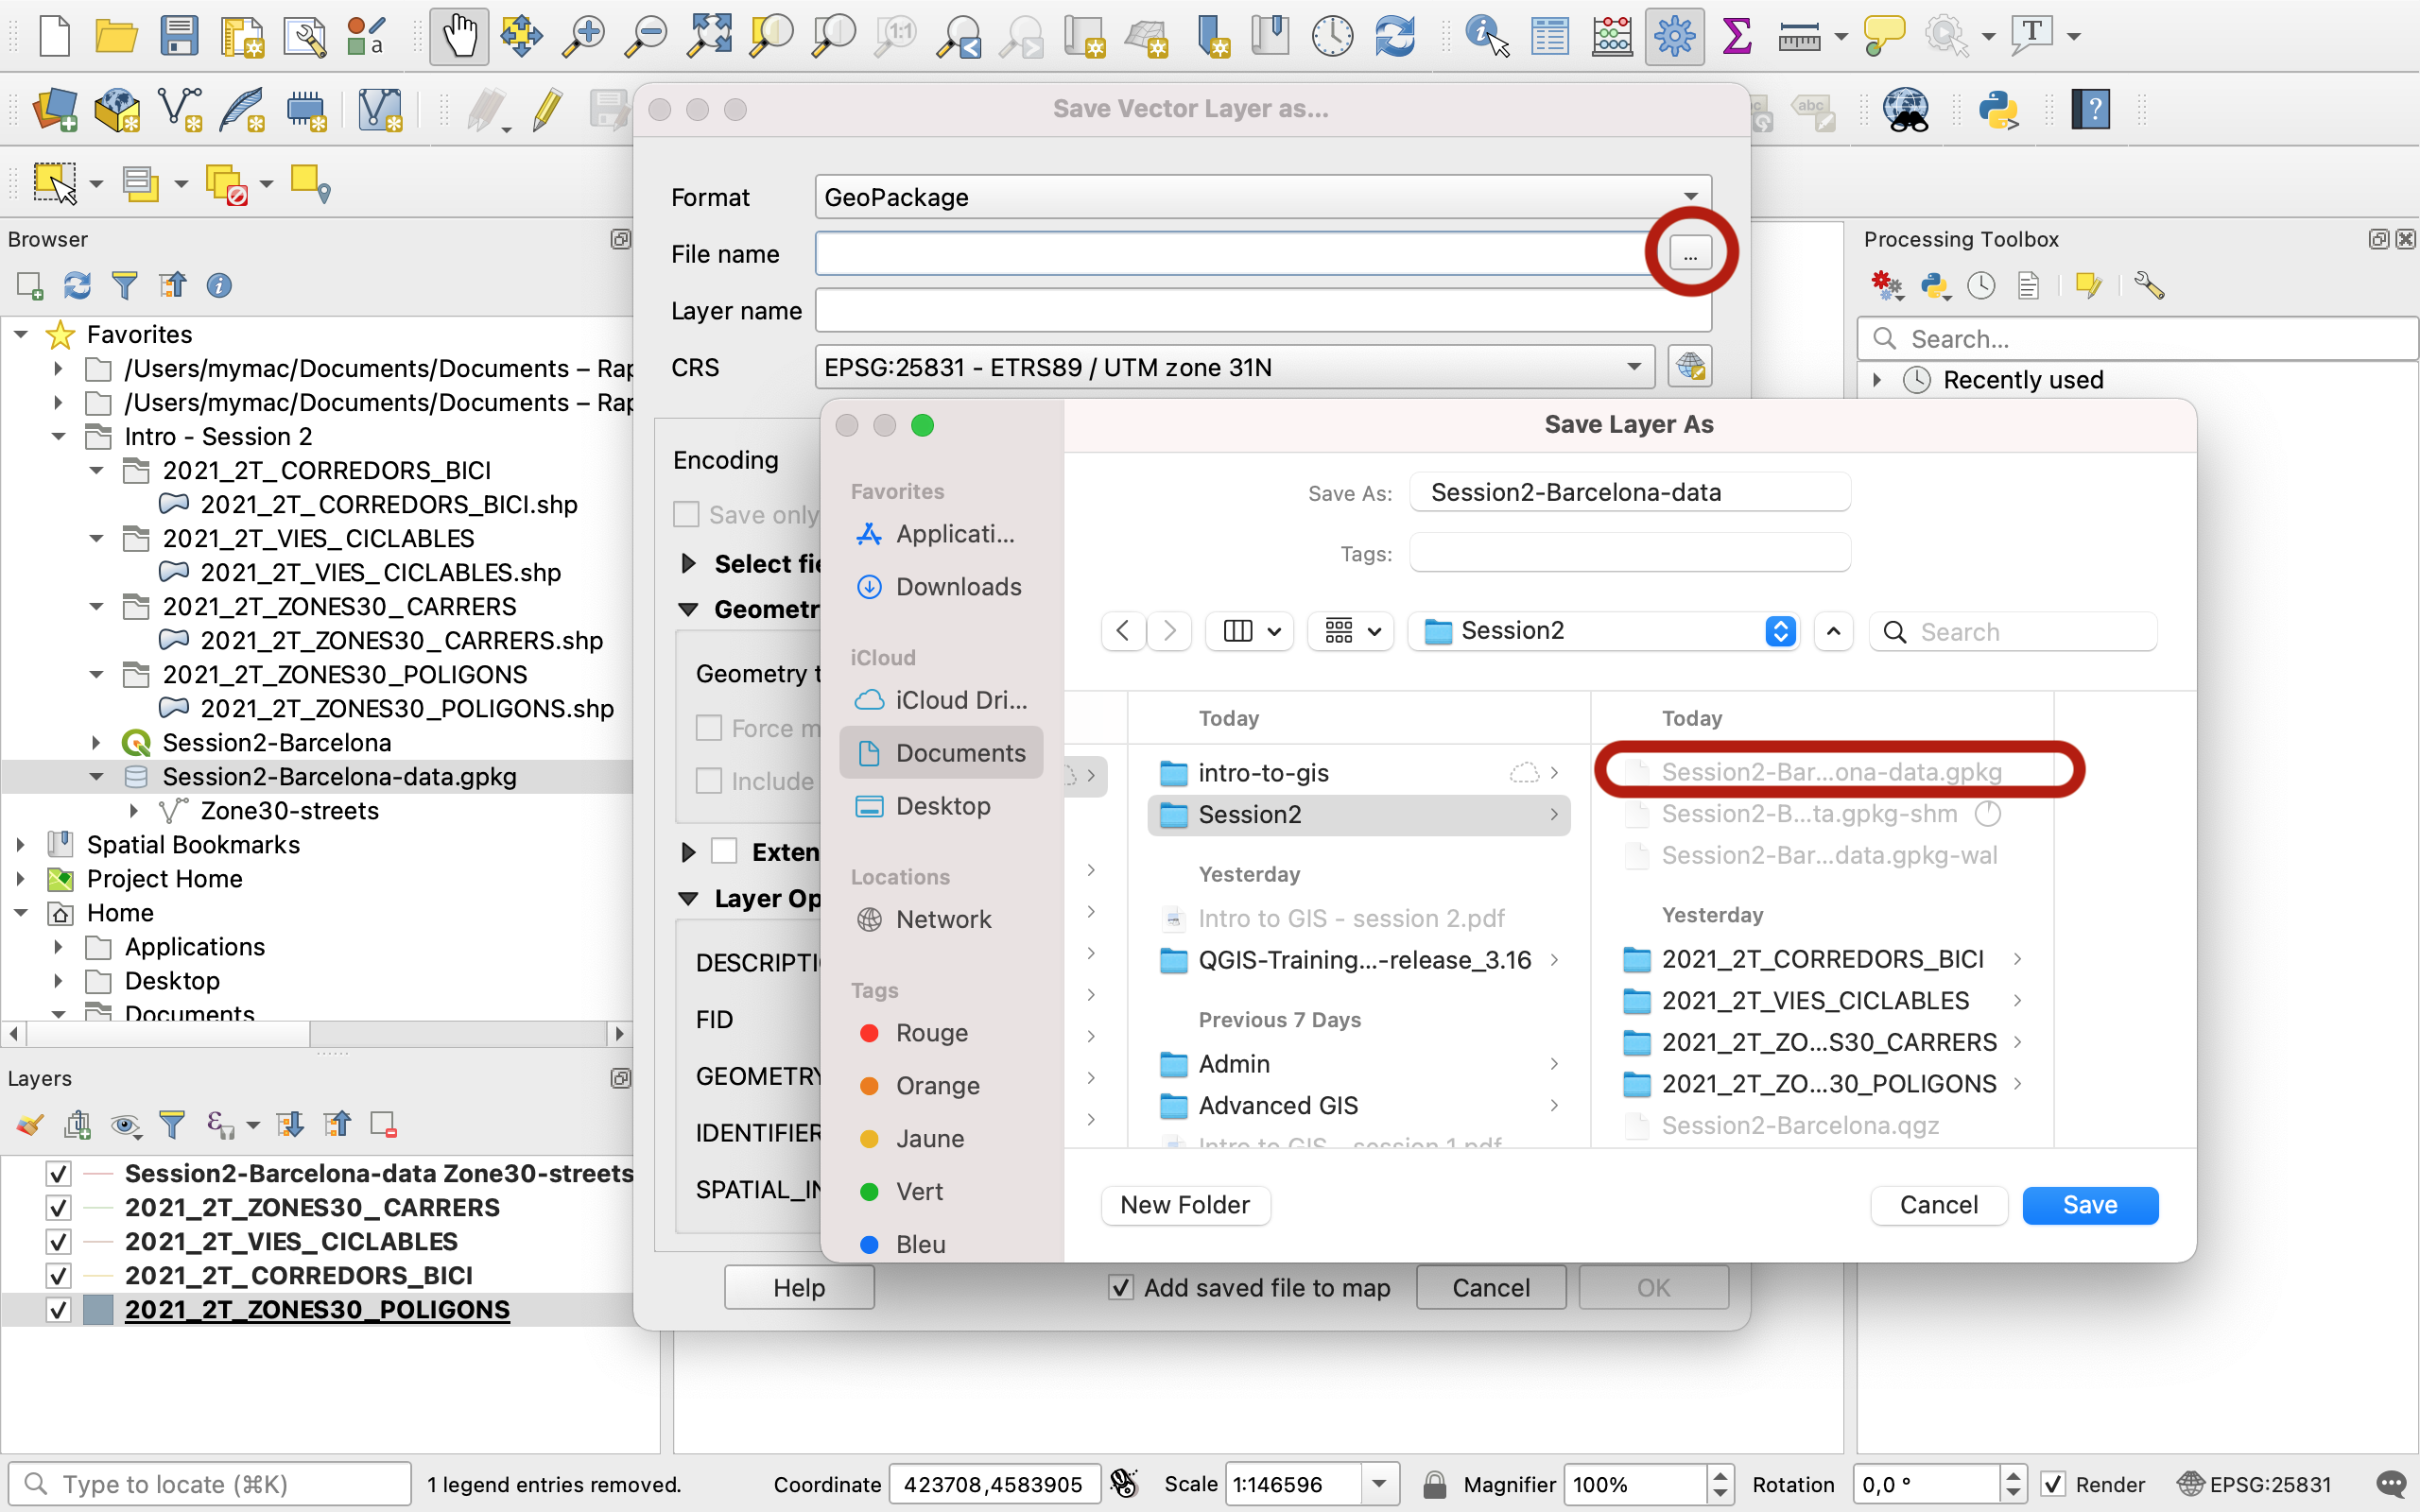 Save Vector Layer as...
Format
GeoPackage
File name
...
Layer name
CRS
EPSG:25831 - ETRS89 / UTM zone 31N
Browser
Favorites
/Users/mymac/Documents/Documents – Rap
/Users/mymac/Documents/Documents – Rap
Intro - Session 2
2021_2T_CORREDORS_BICI
2021_2T_CORREDORS_BICI.shp
2021_2T_VIES_CICLABLES
2021_2T_VIES_CICLABLES.shp
2021_2T_ZONES30_CARRERS
2021_2T_ZONES30_CARRERS.shp
2021_2T_ZONES30_POLIGONS
2021_2T_ZONES30_POLIGONS.shp
Session2-Barcelona
Session2-Barcelona-data.gpkg
Zone30-streets
Spatial Bookmarks
Project Home
Home
Applications
Desktop
Documents
Layers
Session2-Barcelona-data Zone30-streets
2021_2T_ZONES30_CARRERS
2021_2T_VIES_CICLABLES
2021_2T_CORREDORS_BICI
2021_2T_ZONES30_POLIGONS
Encoding
Save only
Select fie
Geometr
Geometry t
Force m
Include
Exten
Layer Op
DESCRIPTI
FID
GEOMETRY
IDENTIFIER
SPATIAL_IN
Help
Add saved file to map
Cancel
OK
Save Layer As
Favorites
Applicati...
Downloads
iCloud
iCloud Dri...
Documents
Desktop
Locations
Network
Tags
Rouge
Orange
Jaune
Vert
Bleu
Save As:
Session2-Barcelona-data
Tags:
Session2
Search
Today
intro-to-gis
Session2
Yesterday
Intro to GIS - session 2.pdf
QGIS-Training...-release_3.16
Previous 7 Days
Admin
Advanced GIS
Intro to GIS - session 1.pdf
Today
Session2-Bar...ona-data.gpkg
Session2-B...ta.gpkg-shm
Session2-Bar...data.gpkg-wal
Yesterday
2021_2T_CORREDORS_BICI
2021_2T_VIES_CICLABLES
2021_2T_ZO...S30_CARRERS
2021_2T_ZO...30_POLIGONS
Session2-Barcelona.qgz
New Folder
Cancel
Save
Processing Toolbox
Search...
Recently used
Type to locate (⌘K)
1 legend entries removed.
Coordinate
423708,4583905
Scale
1:146596
Magnifier
100%
Rotation
0,0 °
Render
EPSG:25831